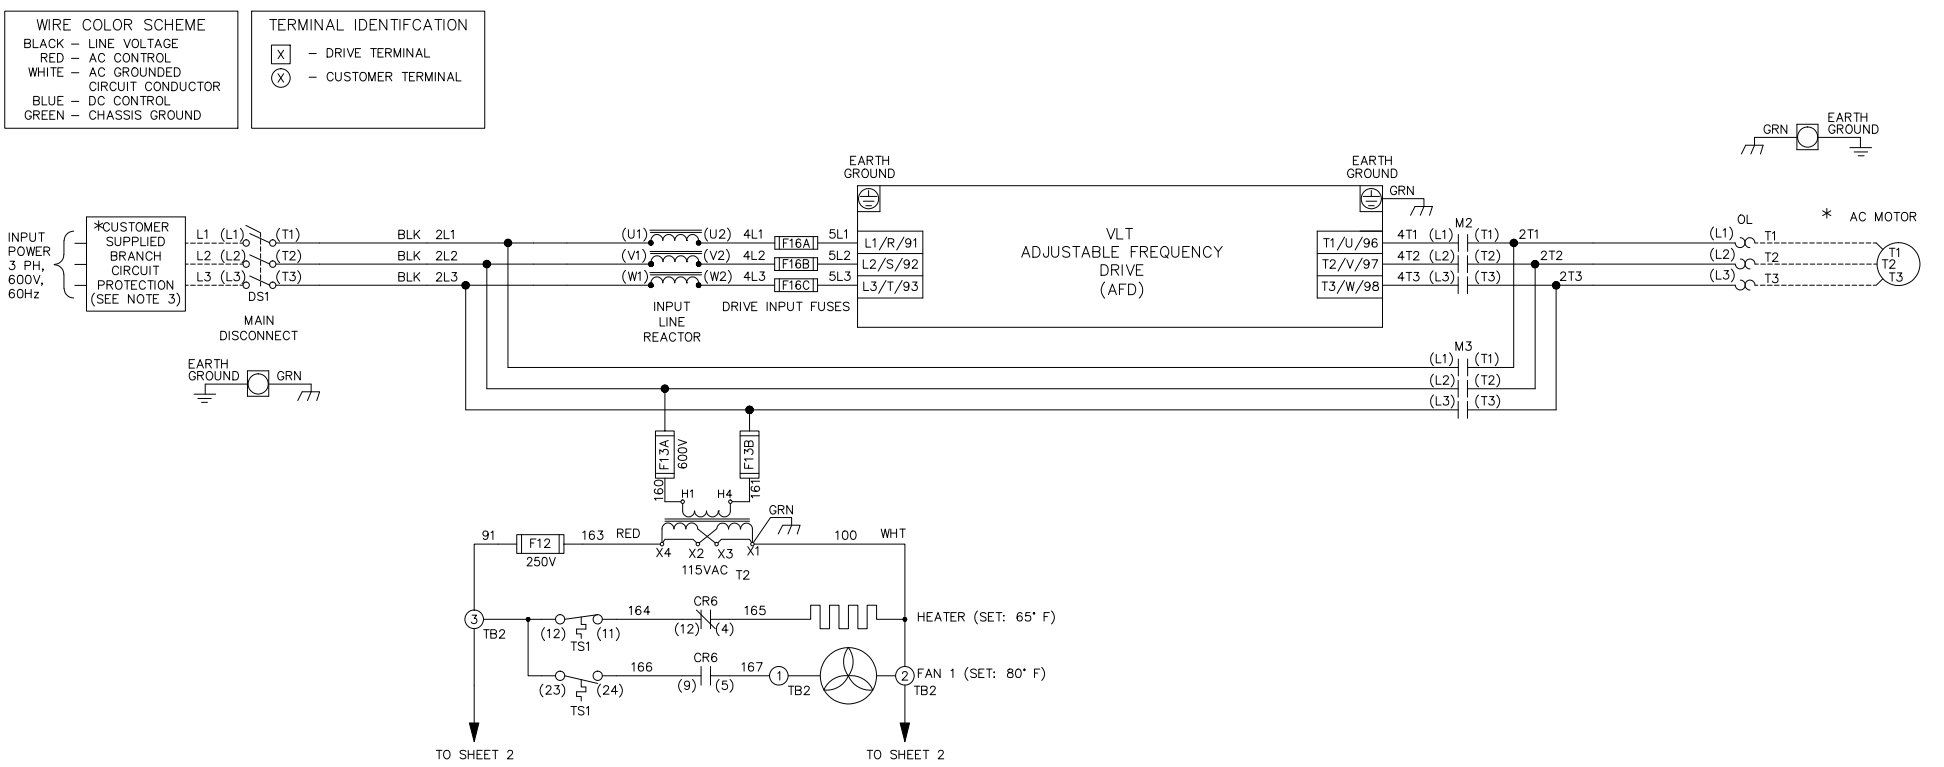 WIRE COLOR SCHEME
BLACK – LINE VOLTAGE
RED – AC CONTROL
WHITE – AC GROUNDED
CIRCUIT CONDUCTOR
BLUE – DC CONTROL
GREEN – CHASSIS GROUND
TERMINAL IDENTIFCATION
X – DRIVE TERMINAL
X – CUSTOMER TERMINAL
GRN
EARTH
GROUND
INPUT
POWER
3 PH,
600V,
60Hz
*CUSTOMER
SUPPLIED
BRANCH
CIRCUIT
PROTECTION
(SEE NOTE 3)
L1 (L1) (T1) BLK 2L1 (U1) (U2) 4L1 F16A 5L1 L1/R/91
L2 (L2) (T2) BLK 2L2 (V1) (V2) 4L2 F16B 5L2 L2/S/92
L3 (L3) (T3) BLK 2L3 (W1) (W2) 4L3 F16C 5L3 L3/T/93
DS1
MAIN
DISCONNECT
INPUT
LINE
REACTOR
DRIVE INPUT FUSES
EARTH
GROUND
VLT
ADJUSTABLE FREQUENCY
DRIVE
(AFD)
EARTH
GROUND
GRN
M2
T1/U/96 4T1 (L1) (T1) 2T1
T2/V/97 4T2 (L2) (T2) 2T2
T3/W/98 4T3 (L3) (T3) 2T3
OL
(L1) T1
(L2) T2
(L3) T3
* AC MOTOR
T1
T2
T3
EARTH
GROUND GRN
M3
(L1) (T1)
(L2) (T2)
(L3) (T3)
F13A
600V
F13B
160
161
H1 H4
GRN
91 F12 163 RED
250V
X4 X2 X3 X1
115VAC T2
100 WHT
3
TB2
(12) (11)
TS1
164
CR6
(12) (4)
165
HEATER (SET: 65° F)
(23) (24)
TS1
166
CR6
(9) (5)
167
1
TB2
2
TB2
FAN 1 (SET: 80° F)
TO SHEET 2
TO SHEET 2